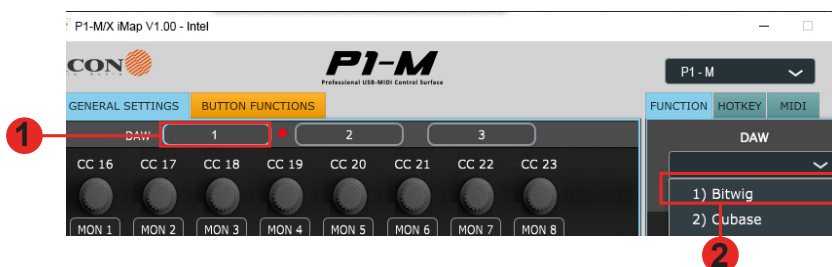 P1-M/X iMap V1.00 - Intel
CON
P1-M
Professional USB-MIDI Control Surface
P1 - M
GENERAL SETTINGS BUTTON FUNCTIONS
FUNCTION HOTKEY MIDI
1
DAW 1 2 3
DAW
CC 16 CC 17 CC 18 CC 19 CC 20 CC 21 CC 22 CC 23
1) Bitwig
MON 1 MON 2 MON 3 MON 4 MON 5 MON 6 MON 7 MON 8
2) Cubase
2